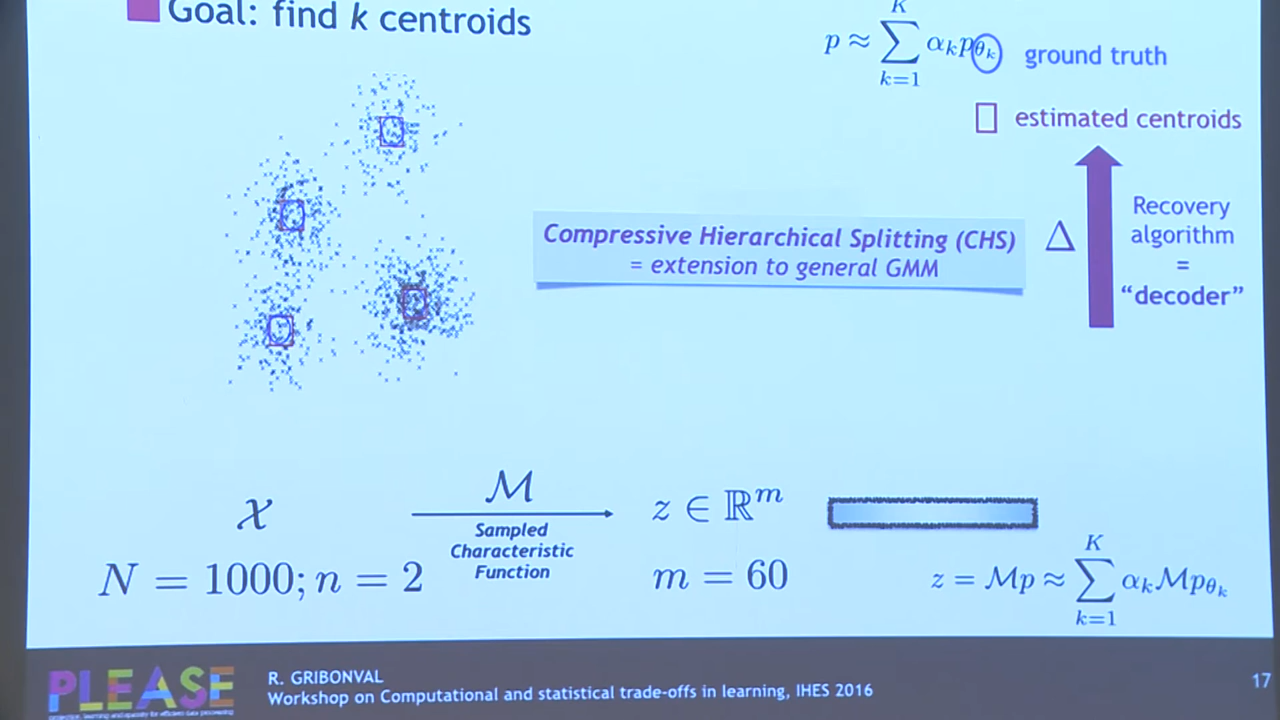 Goal: find k centroids
p ≈ ∑_{k=1}^{K} α_k p_{θ_k} ground truth
estimated centroids
Compressive Hierarchical Splitting (CHS)
= extension to general GMM
Δ
Recovery
algorithm
=
“decoder”
𝒳
ℳ
Sampled
Characteristic
Function
z ∈ ℝ^m
N = 1000; n = 2
m = 60
z = ℳp ≈ ∑_{k=1}^{K} α_k ℳp_{θ_k}
PLEASE
R. GRIBONVAL
Workshop on Computational and statistical trade-offs in learning, IHES 2016
17